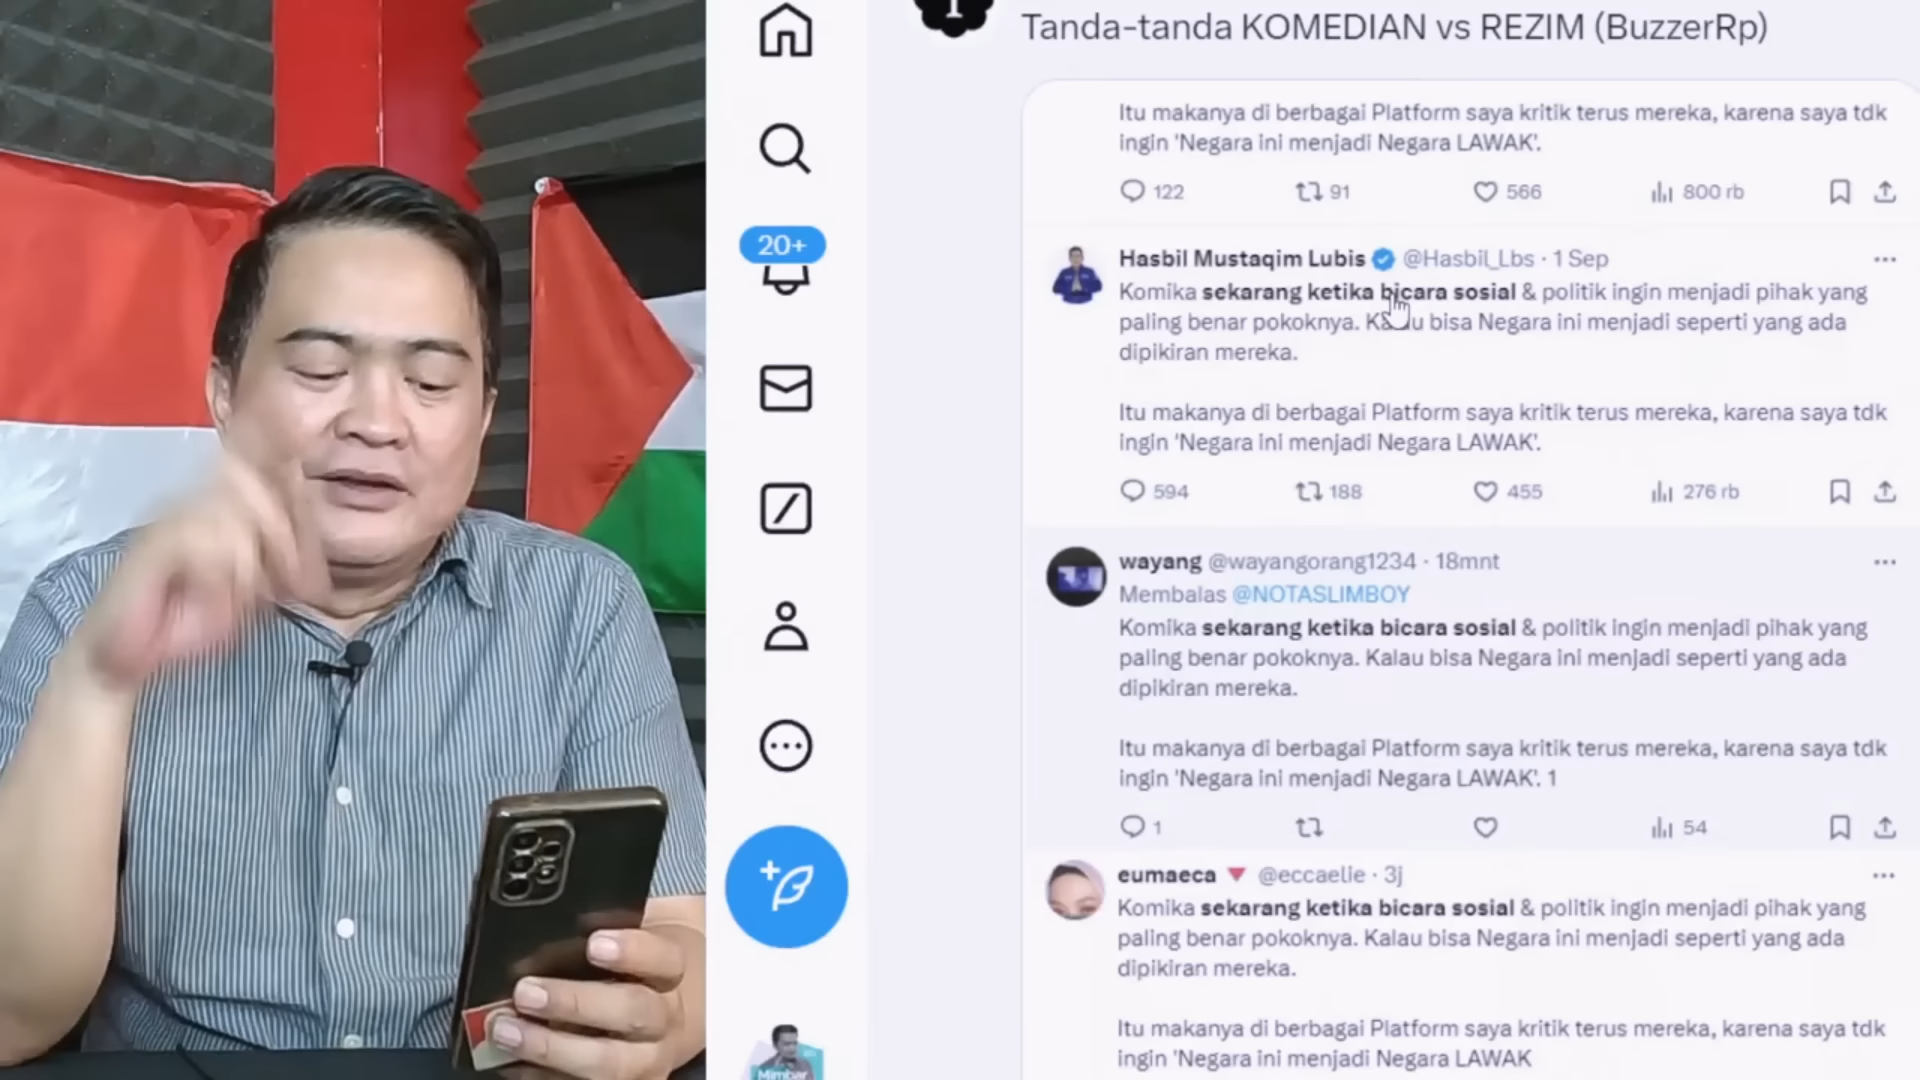 Tanda-tanda KOMEDIAN vs REZIM (BuzzerRp)
Itu makanya di berbagai Platform saya kritik terus mereka, karena saya tdk
ingin 'Negara ini menjadi Negara LAWAK'.
122 91 566 800 rb
Hasbil Mustaqim Lubis @Hasbil_Lbs · 1 Sep
Komika sekarang ketika bicara sosial & politik ingin menjadi pihak yang
paling benar pokoknya. Kalau bisa Negara ini menjadi seperti yang ada
dipikiran mereka.
Itu makanya di berbagai Platform saya kritik terus mereka, karena saya tdk
ingin 'Negara ini menjadi Negara LAWAK'.
594 188 455 276 rb
wayang @wayangorang1234 · 18mnt
Membalas @NOTASLIMBOY
Komika sekarang ketika bicara sosial & politik ingin menjadi pihak yang
paling benar pokoknya. Kalau bisa Negara ini menjadi seperti yang ada
dipikiran mereka.
Itu makanya di berbagai Platform saya kritik terus mereka, karena saya tdk
ingin 'Negara ini menjadi Negara LAWAK'. 1
1 54
eumaeca @eccaelie · 3j
Komika sekarang ketika bicara sosial & politik ingin menjadi pihak yang
paling benar pokoknya. Kalau bisa Negara ini menjadi seperti yang ada
dipikiran mereka.
Itu makanya di berbagai Platform saya kritik terus mereka, karena saya tdk
ingin 'Negara ini menjadi Negara LAWAK
20+
Mimbar